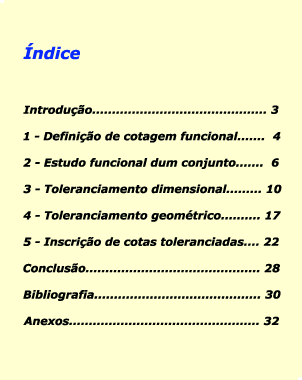 Índice
Introdução............................................ 3
1 - Definição de cotagem funcional....... 4
2 - Estudo funcional dum conjunto....... 6
3 - Toleranciamento dimensional......... 10
4 - Toleranciamento geométrico.......... 17
5 - Inscrição de cotas toleranciadas.... 22
Conclusão............................................ 28
Bibliografia.......................................... 30
Anexos................................................ 32